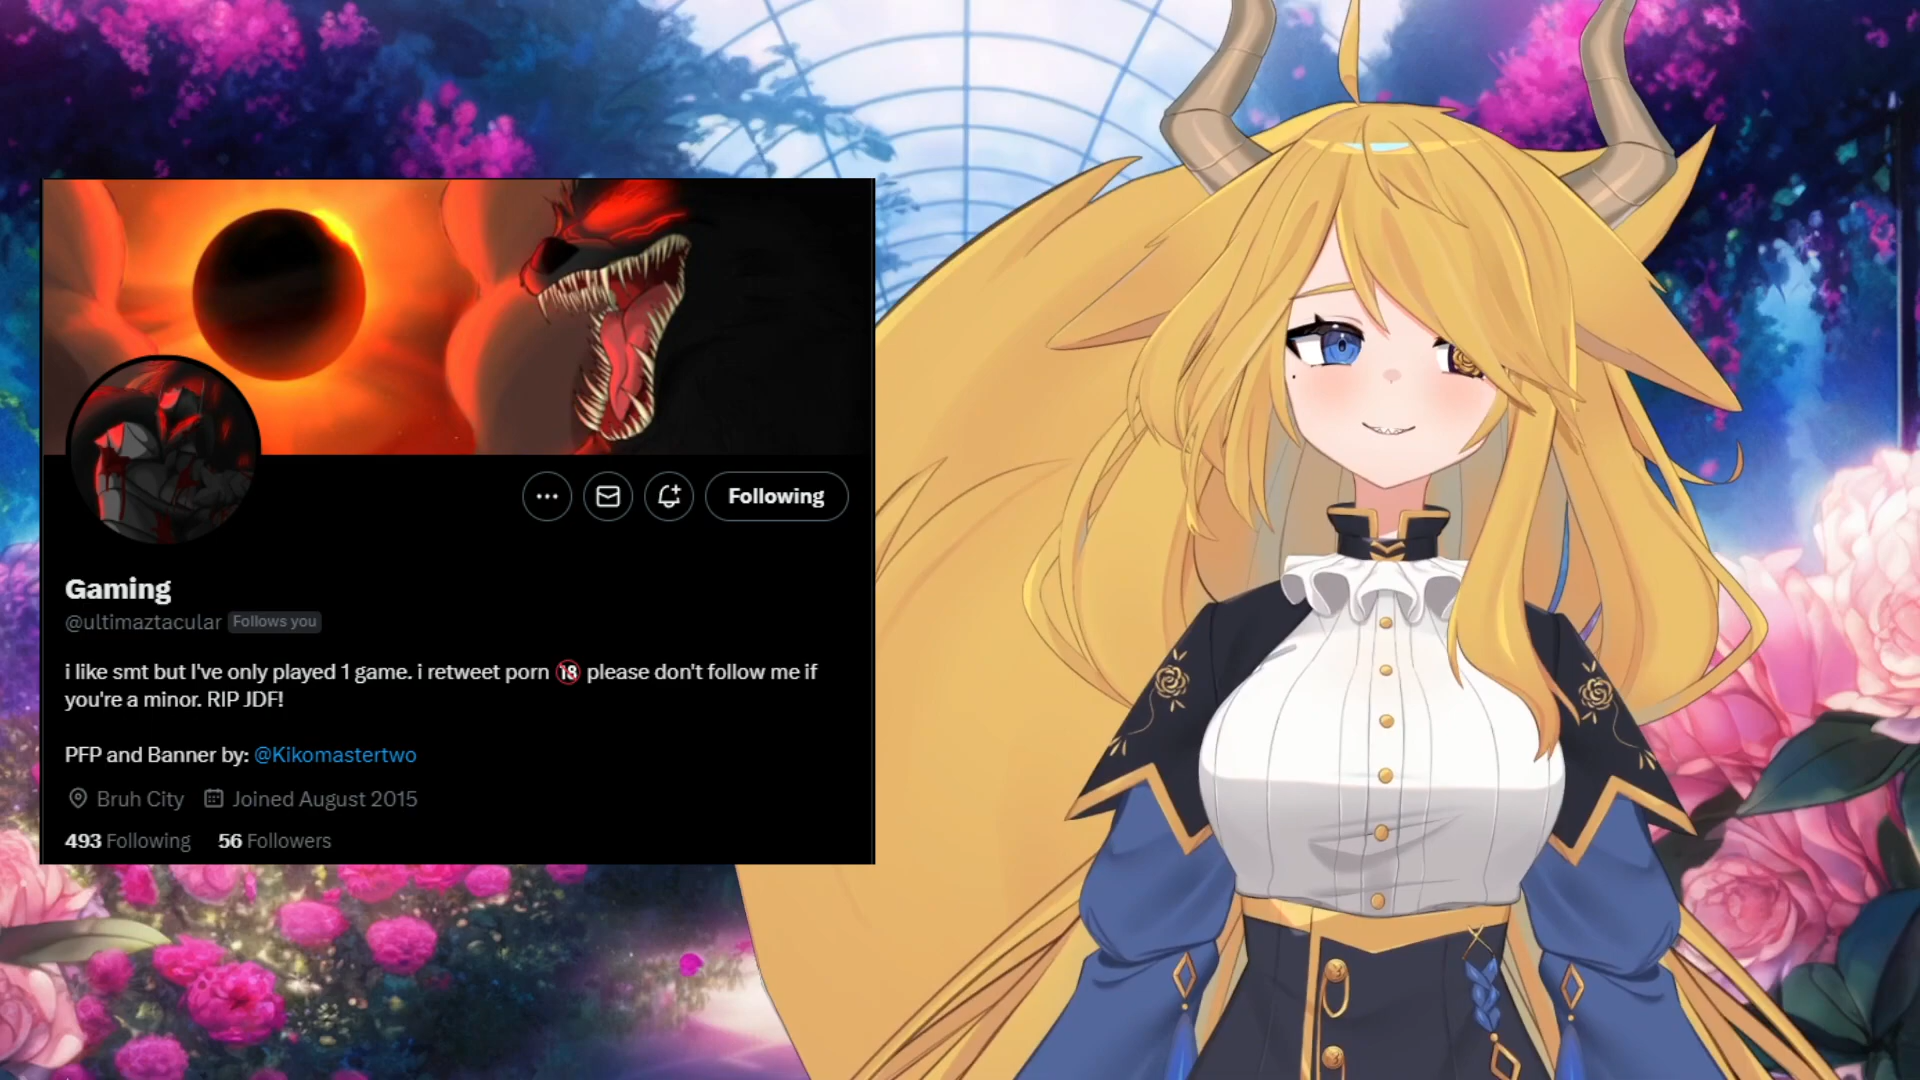 Following
Gaming
@ultimaztacular Follows you
i like smt but I've only played 1 game. i retweet porn 🔞 please don't follow me if
you're a minor. RIP JDF!
PFP and Banner by: @Kikomastertwo
Bruh City Joined August 2015
493 Following 56 Followers